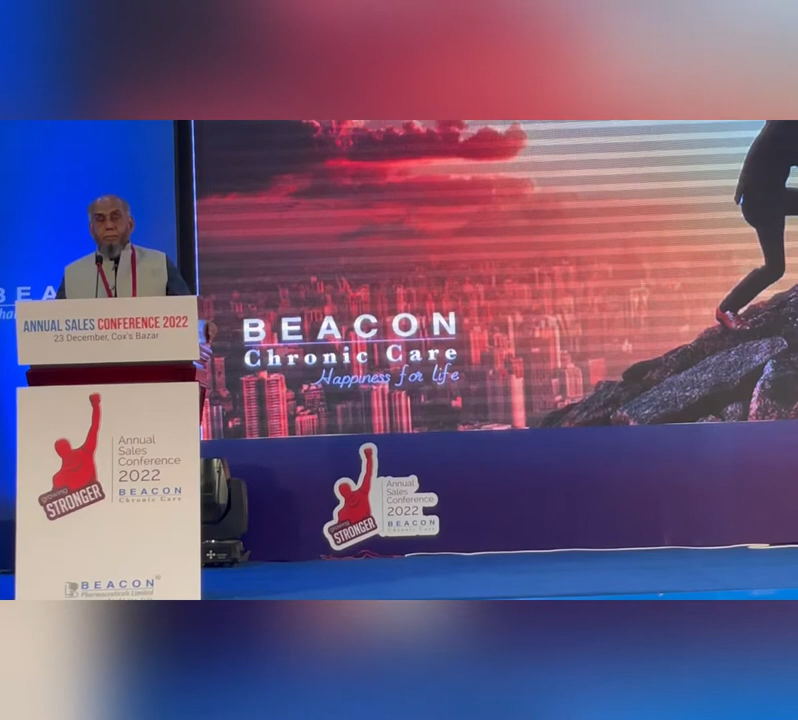 BEA
ANNUAL SALES CONFERENCE 2022
23 December, Cox's Bazar
growing
STRONGER
Annual
Sales
Conference
2022
BEACON
Chronic Care
BEACON
Pharmaceuticals Limited
BEACON
Chronic Care
Happiness for life
growing
STRONGER
Annual
Sales
Conference
2022
BEACON
Chronic Care